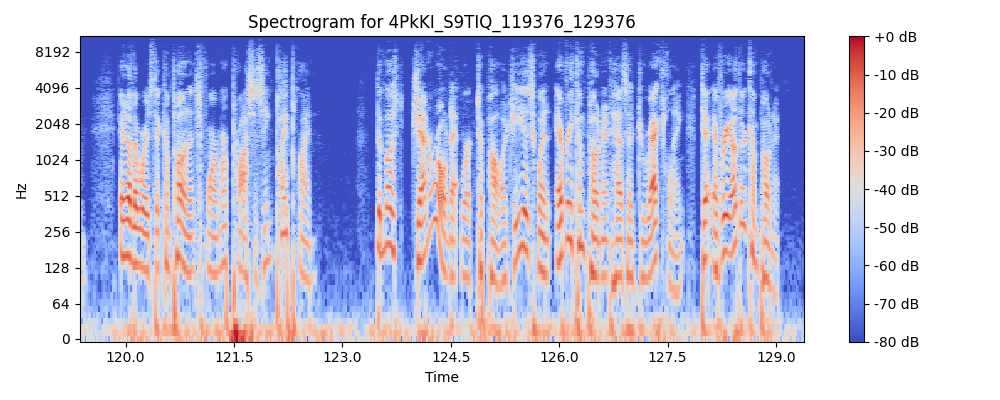 Spectrogram for 4PkKI_S9TIQ_119376_129376
8192
4096
2048
1024
512
256
128
64
0
Hz
120.0 121.5 123.0 124.5 126.0 127.5 129.0
Time
+0 dB
-10 dB
-20 dB
-30 dB
-40 dB
-50 dB
-60 dB
-70 dB
-80 dB